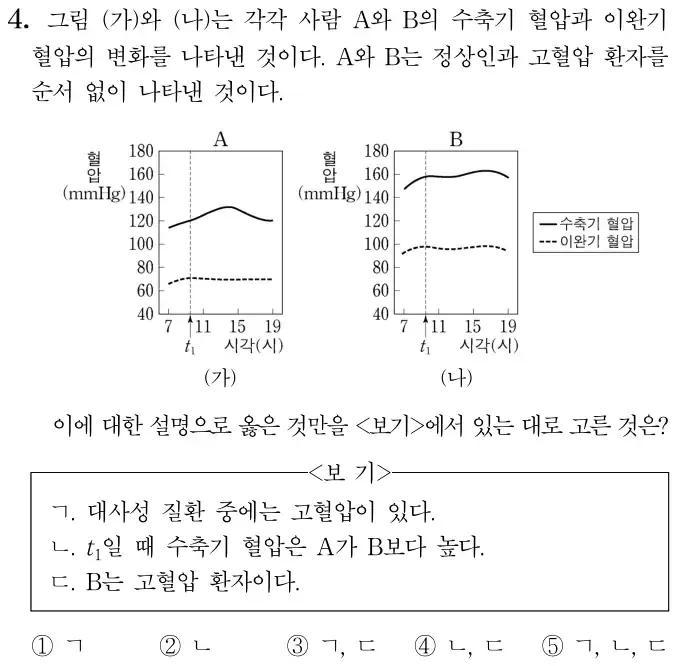 4. 그림 (가)와 (나)는 각각 사람 A와 B의 수축기 혈압과 이완기
혈압의 변화를 나타낸 것이다. A와 B는 정상인과 고혈압 환자를
순서 없이 나타낸 것이다.
A
혈압
(mmHg)
180
160
140
120
100
80
60
40
7 11 15 19
t₁ 시각(시)
(가)
B
혈압
(mmHg)
180
160
140
120
100
80
60
40
7 11 15 19
t₁ 시각(시)
(나)
수축기 혈압
이완기 혈압
이에 대한 설명으로 옳은 것만을 <보기>에서 있는 대로 고른 것은?
<보 기>
ㄱ. 대사성 질환 중에는 고혈압이 있다.
ㄴ. t₁일 때 수축기 혈압은 A가 B보다 높다.
ㄷ. B는 고혈압 환자이다.
① ㄱ ② ㄴ ③ ㄱ, ㄷ ④ ㄴ, ㄷ ⑤ ㄱ, ㄴ, ㄷ